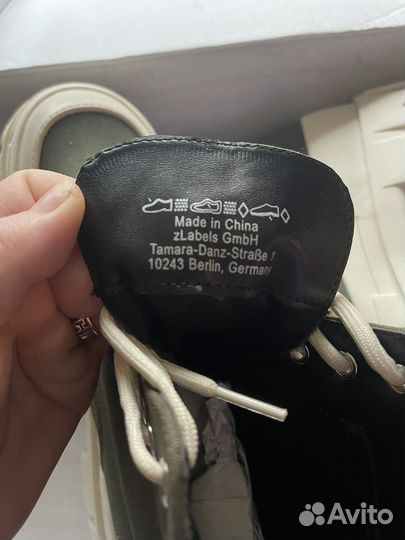 Made in China
zLabels GmbH
Tamara-Danz-Straße 1
10243 Berlin, Germany
Avito